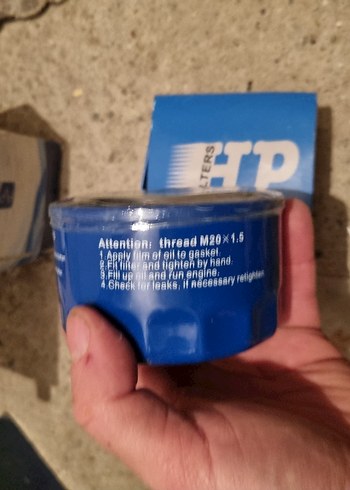 HP
FILTERS
Attention: thread M20×1.5
1.Apply film of oil to gasket.
2.Fit filter and tighten by hand.
3.Fill up oil and run engine.
4.Check for leaks, if necessary retighten